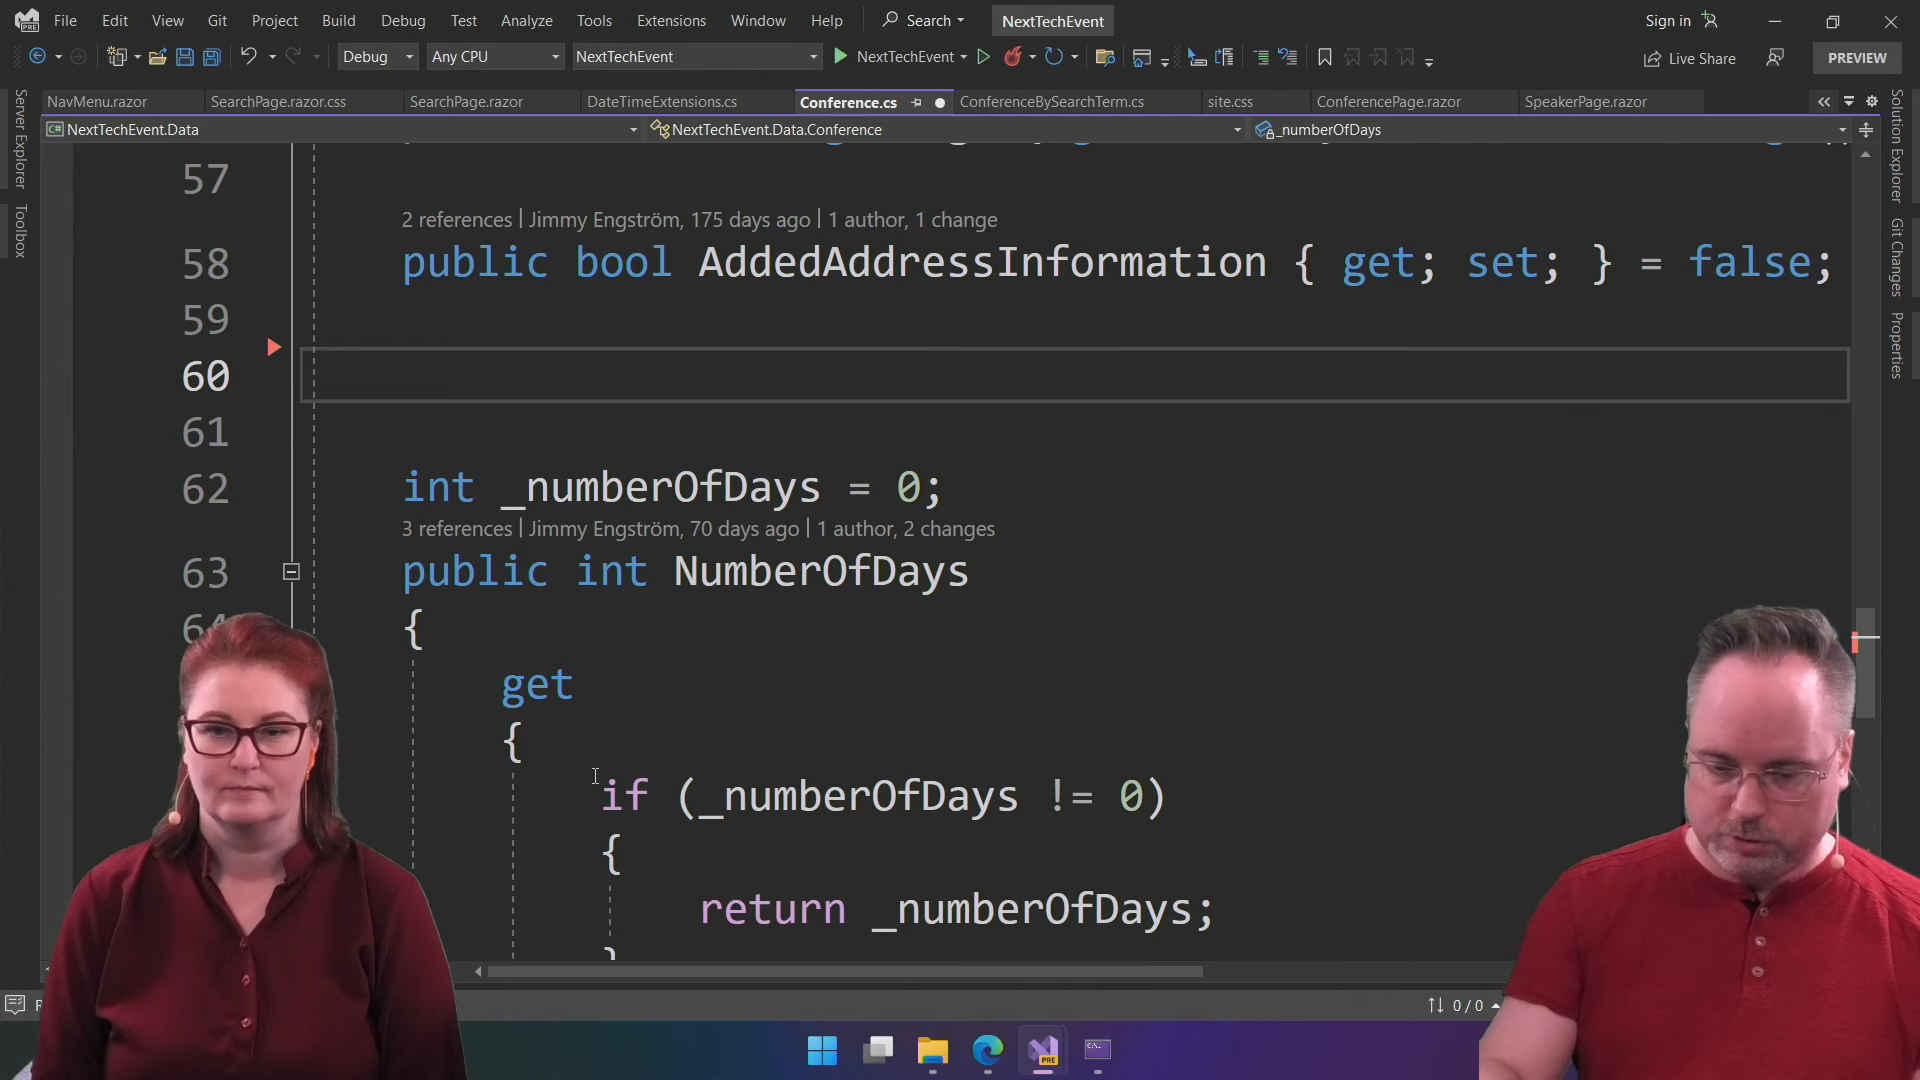 File Edit View Git Project Build Debug Test Analyze Tools Extensions Window Help Search NextTechEvent Sign in
Debug Any CPU NextTechEvent NextTechEvent Live Share PREVIEW
NavMenu.razor SearchPage.razor.css SearchPage.razor DateTimeExtensions.cs Conference.cs ConferenceBySearchTerm.cs site.css ConferencePage.razor SpeakerPage.razor
NextTechEvent.Data NextTechEvent.Data.Conference _numberOfDays
Server Explorer
Toolbox
Solution Explorer
Git Changes
Properties
57
2 references | Jimmy Engström, 175 days ago | 1 author, 1 change
58 public bool AddedAddressInformation { get; set; } = false;
59
60
61
62 int _numberOfDays = 0;
3 references | Jimmy Engström, 70 days ago | 1 author, 2 changes
63 public int NumberOfDays
64 {
get
{
if (_numberOfDays != 0)
{
return _numberOfDays;
}
0 / 0
PRE